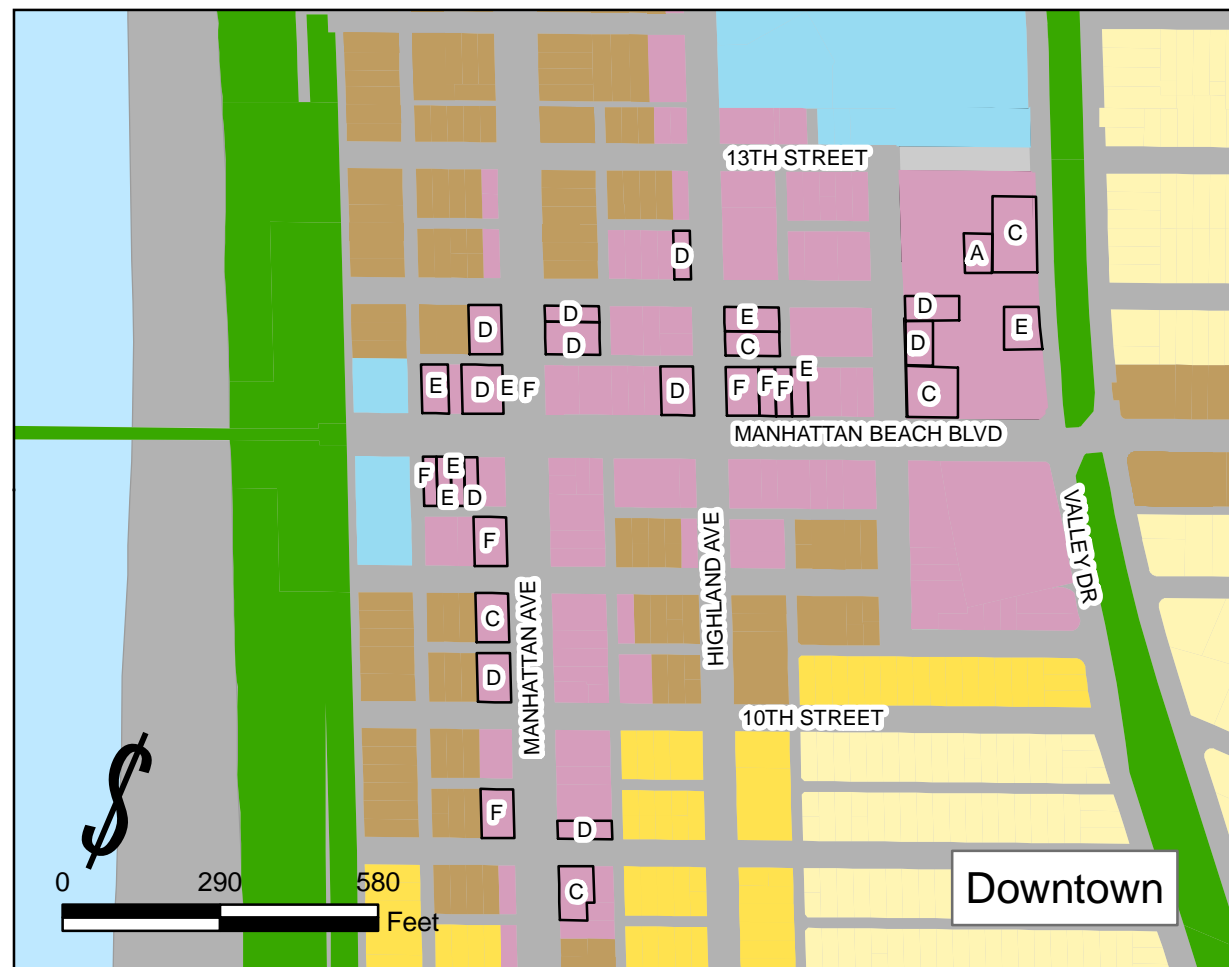 13TH STREET
C
A
D
D
D
D
E
D
E
D
C
D
E
D
E
F
D
F
F
F
E
C
MANHATTAN BEACH BLVD
F
E
E
D
F
VALLEY DR
HIGHLAND AVE
MANHATTAN AVE
C
D
10TH STREET
F
D
C
$
0 290 580
Feet
Downtown